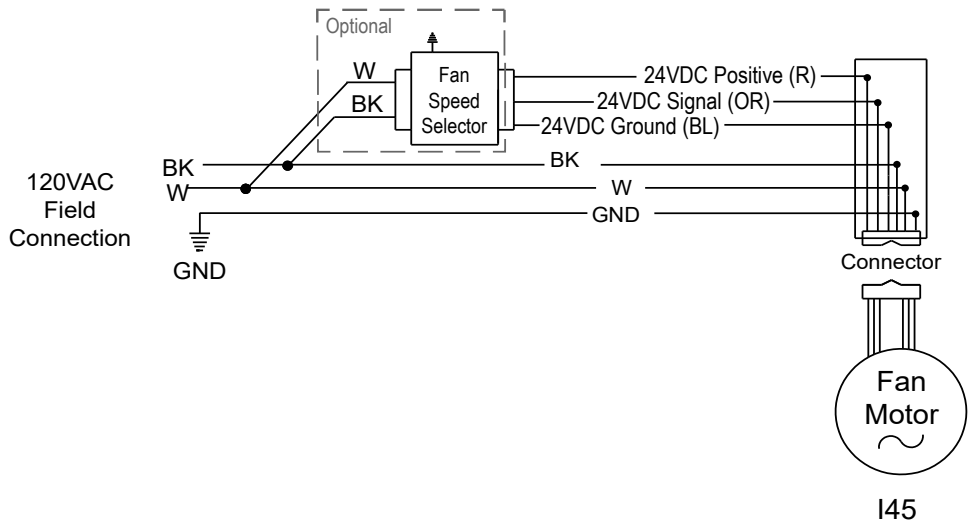 Optional
W
BK
Fan
Speed
Selector
24VDC Positive (R)
24VDC Signal (OR)
24VDC Ground (BL)
BK
W
120VAC
Field
Connection
BK
W
GND
GND
Connector
Fan
Motor
I45